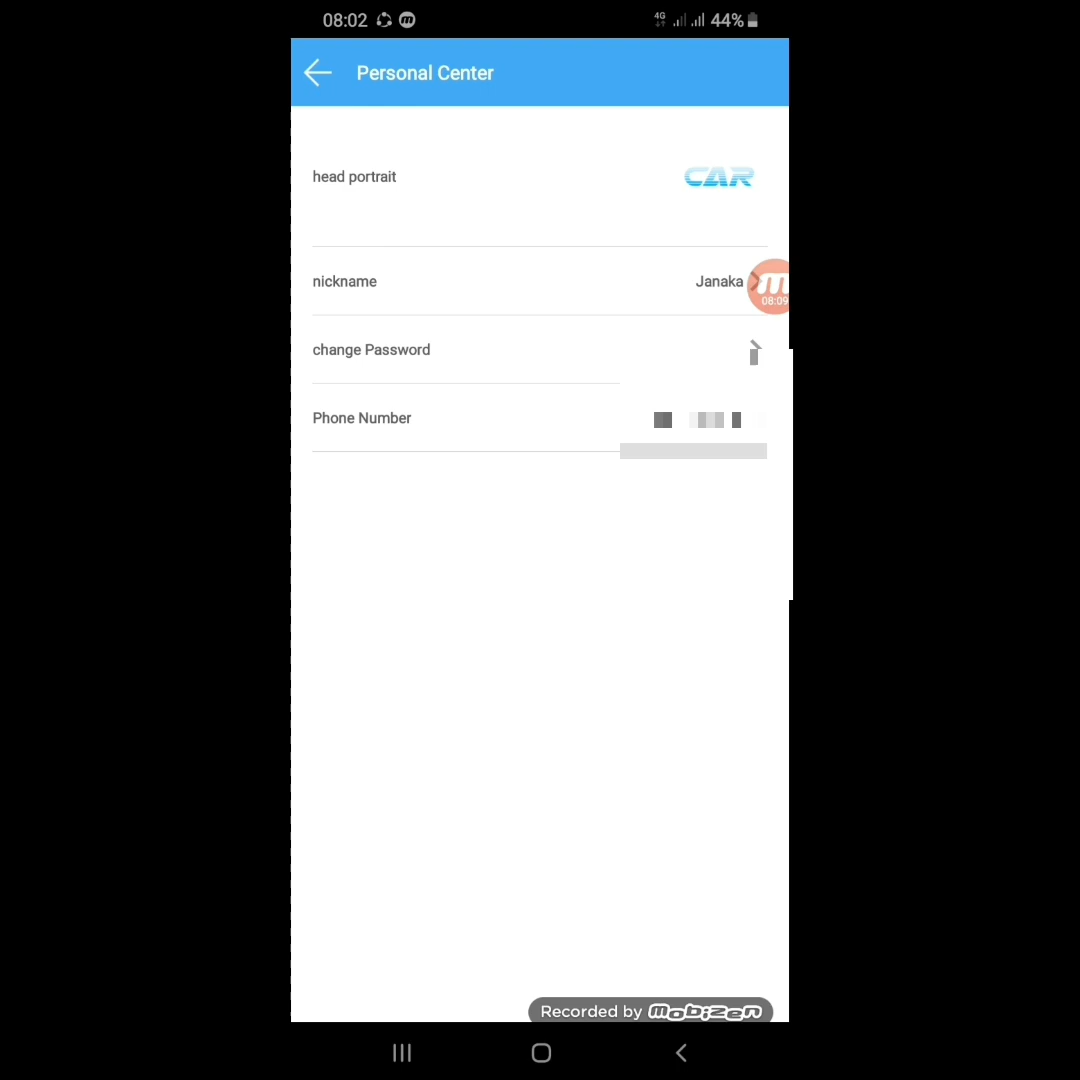 08:02 4G 44%
Personal Center
head portrait CAR
nickname Janaka
08:09
change Password
Phone Number
Recorded by mobizen